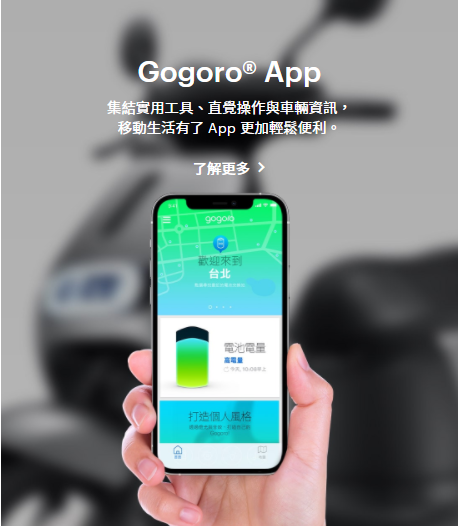 Gogoro® App
集結實用工具、直覺操作與車輛資訊，
移動生活有了 App 更加輕鬆便利。
了解更多 >
gogoro
歡迎來到
台北
電池電量
高電量
打造個人風格